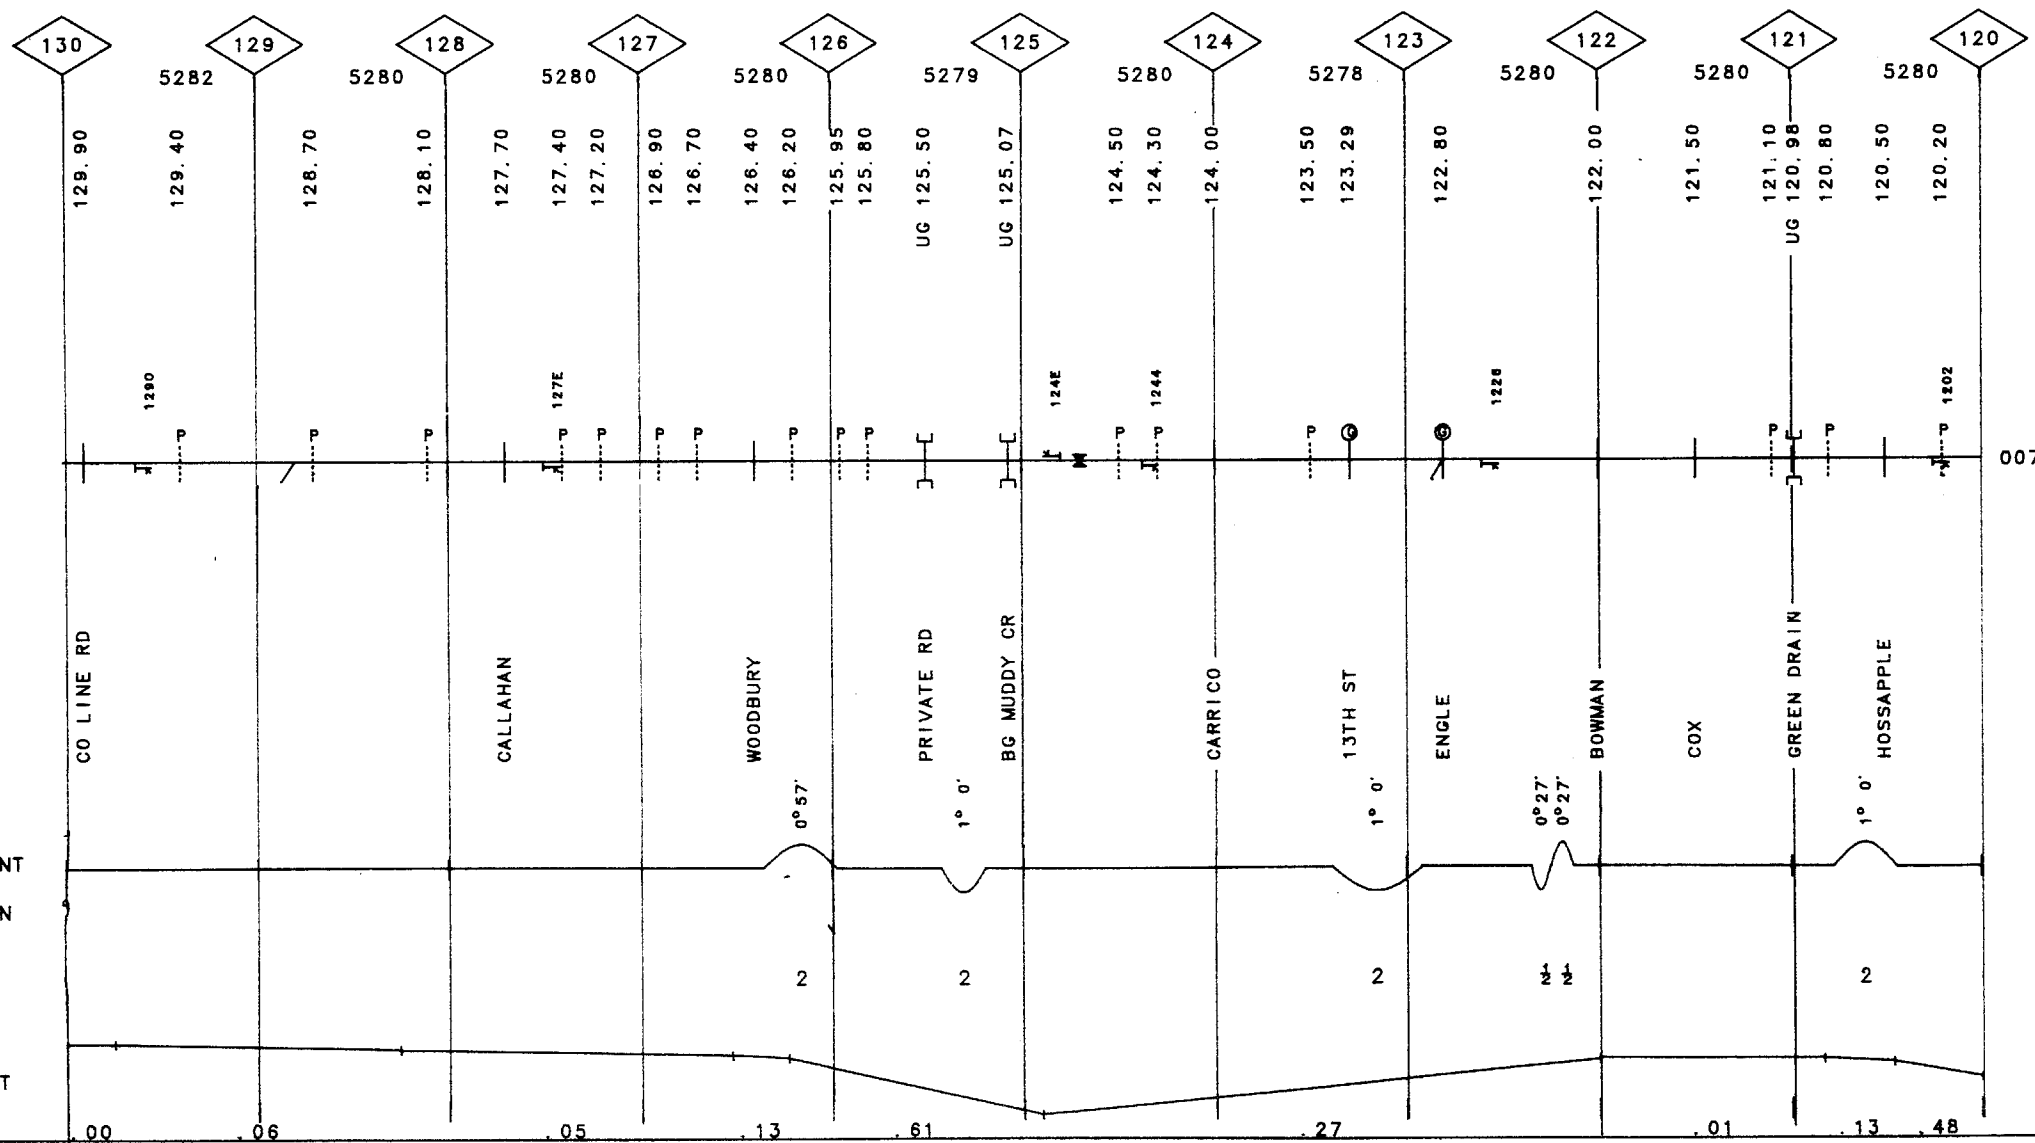 130 129 128 127 126 125 124 123 122 121 120
5282 5280 5280 5280 5279 5280 5278 5280 5280 5280
129.90 129.40 128.70 128.10 127.70 127.40 127.20 126.90 126.70 126.40 126.20 125.95 125.80 UG 125.50 UG 125.07 124.50 124.30 124.00 123.50 123.29 122.80 122.00 121.50 121.10 UG 120.98 120.80 120.50 120.20
1290 127E 124E 1244 1226 1202
P P P P P P P P P P P P P P P G G P P P
007
CO LINE RD CALLAHAN WOODBURY PRIVATE RD BG MUDDY CR CARRICO 13TH ST ENGLE BOWMAN COX GREEN DRAIN HOSSAPPLE
0°57' 1° 0' 1° 0' 0°27' 0°27' 1° 0'
NT
N
2 2 2 ½ ½ 2
T
.00 .06 .05 .13 .61 .27 .01 .13 .48